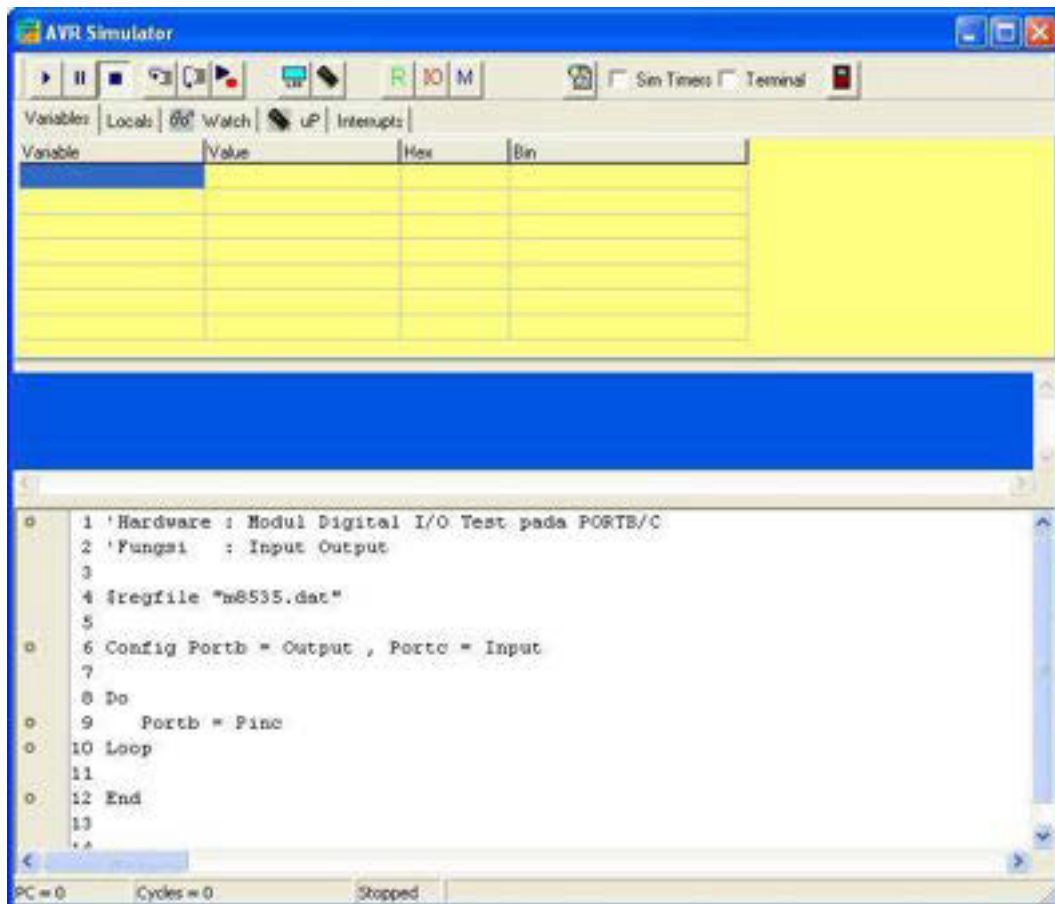 AVR Simulator
R IO M Sim Timers Terminal
Variables Locals Watch uP Interrupts
Variable Value Hex Bin
1 'Hardware : Modul Digital I/O Test pada PORTB/C
2 'Fungsi : Input Output
3
4 $regfile "m8535.dat"
5
6 Config Portb = Output , Portc = Input
7
8 Do
9 Portb = Pinc
10 Loop
11
12 End
13
PC = 0 Cycles = 0 Stopped